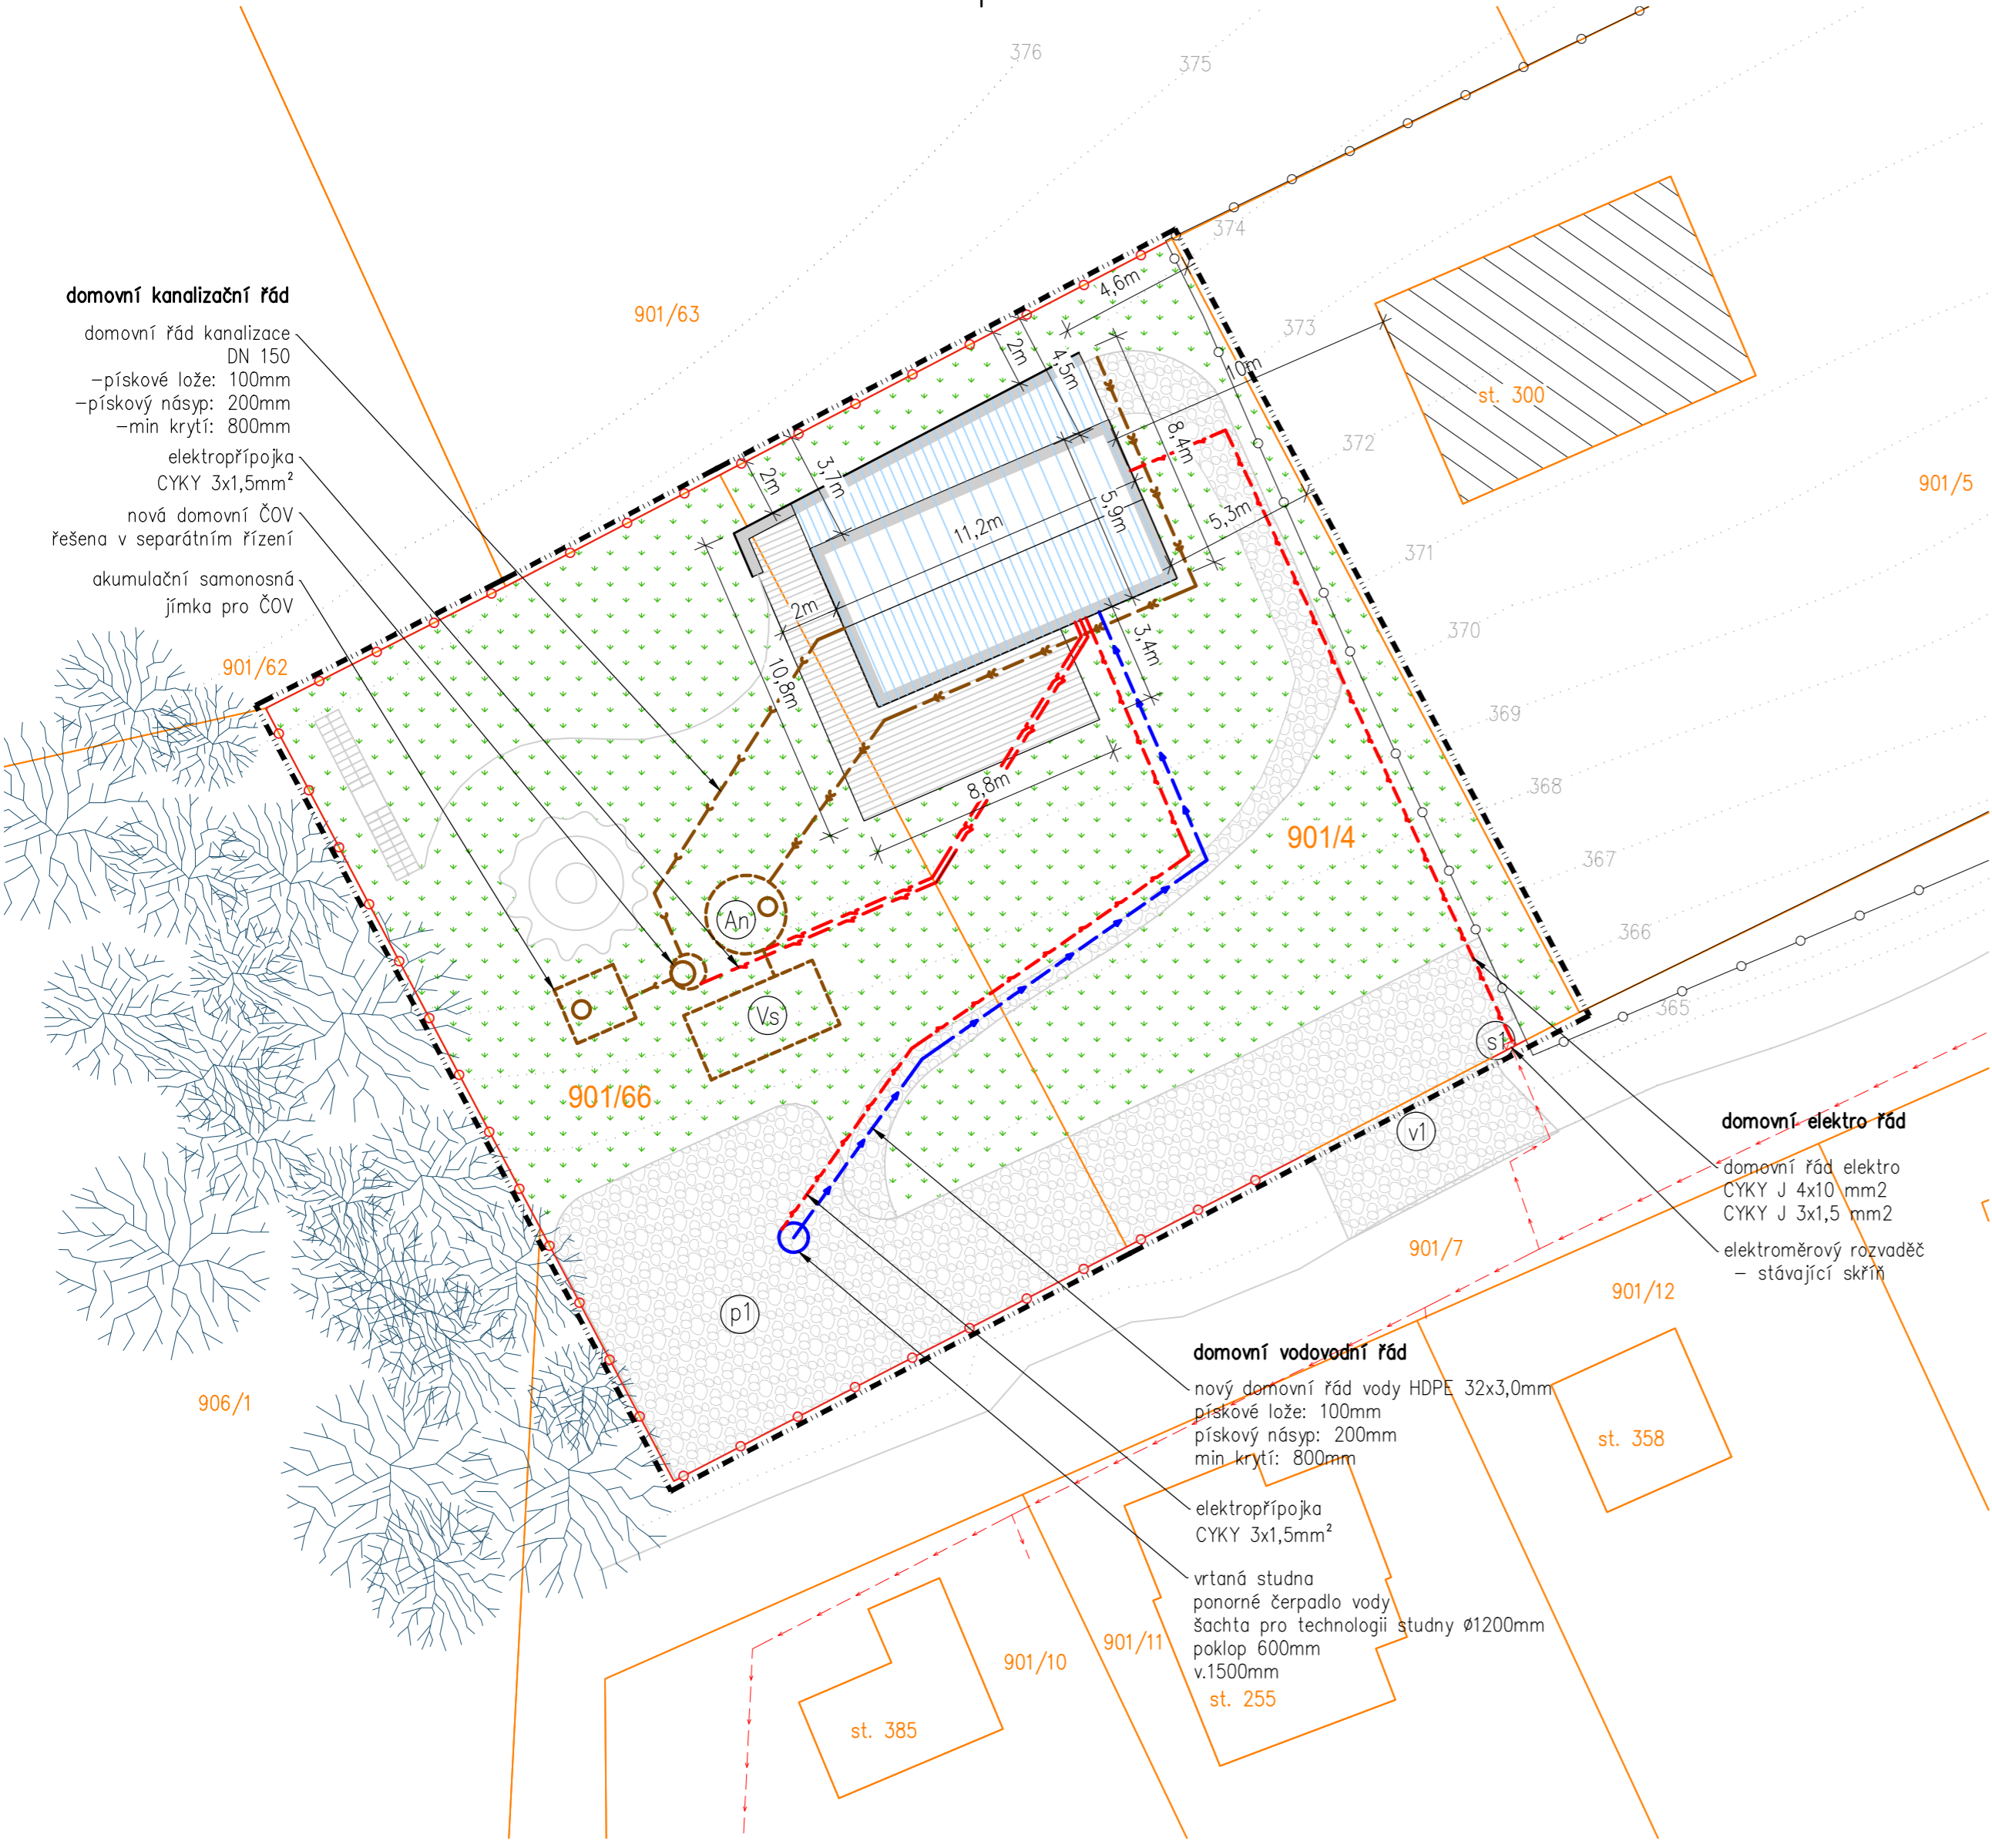 376
375
374
373
372
371
370
369
368
367
366
365
901/63
901/62
901/5
901/4
901/66
901/7
901/12
901/11
901/10
906/1
st. 300
st. 358
st. 255
st. 385
domovní kanalizační řád
domovní řád kanalizace
DN 150
-pískové lože: 100mm
-pískový násyp: 200mm
-min krytí: 800mm
elektropřípojka
CYKY 3x1,5mm²
nová domovní ČOV
řešena v separátním řízení
akumulační samonosná
jímka pro ČOV
4,6m
2m
4,5m
10m
8,4m
2m
3,7m
5,9m
11,2m
5,3m
2m
10,8m
3,4m
8,8m
An
Vs
s1
v1
p1
domovní elektro řád
domovní řád elektro
CYKY J 4x10 mm2
CYKY J 3x1,5 mm2
elektroměrový rozvaděč
- stávající skříň
domovní vodovodní řád
nový domovní řád vody HDPE 32x3,0mm
pískové lože: 100mm
pískový násyp: 200mm
min krytí: 800mm
elektropřípojka
CYKY 3x1,5mm²
vrtaná studna
ponorné čerpadlo vody
šachta pro technologii studny ø1200mm
poklop 600mm
v.1500mm